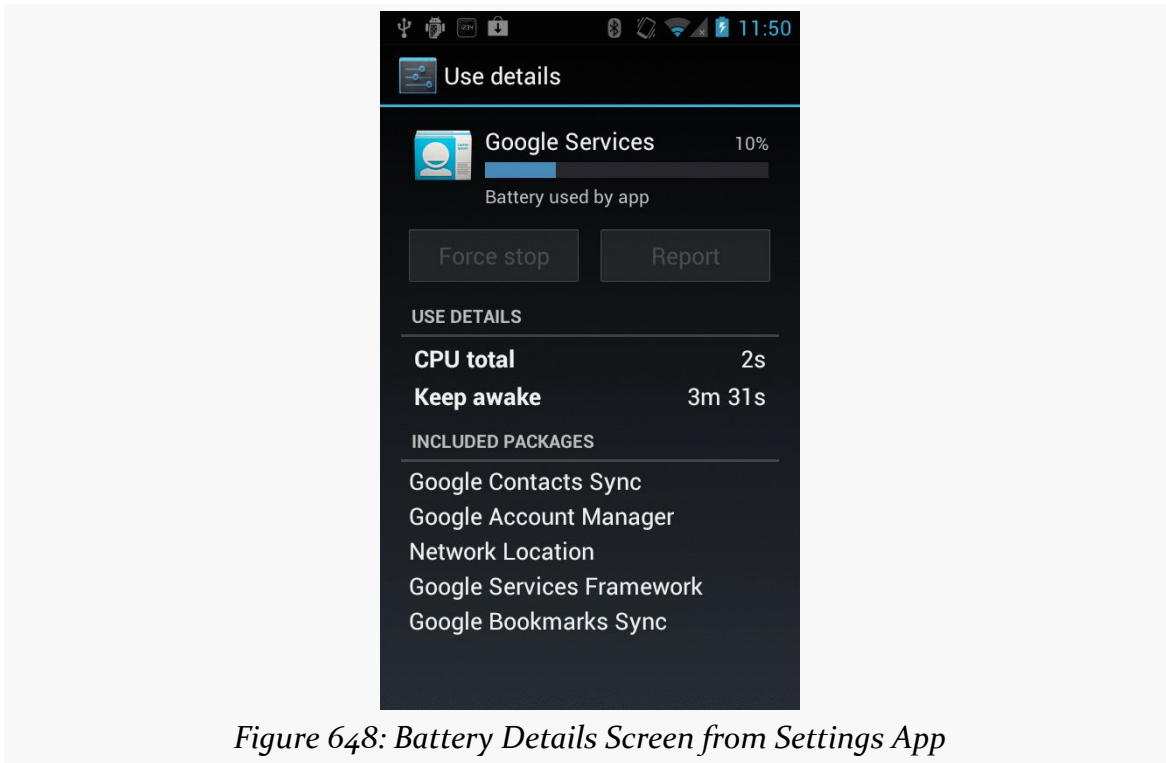 11:50
Use details
Google Services 10%
Battery used by app
Force stop Report
USE DETAILS
CPU total 2s
Keep awake 3m 31s
INCLUDED PACKAGES
Google Contacts Sync
Google Account Manager
Network Location
Google Services Framework
Google Bookmarks Sync
Figure 648: Battery Details Screen from Settings App